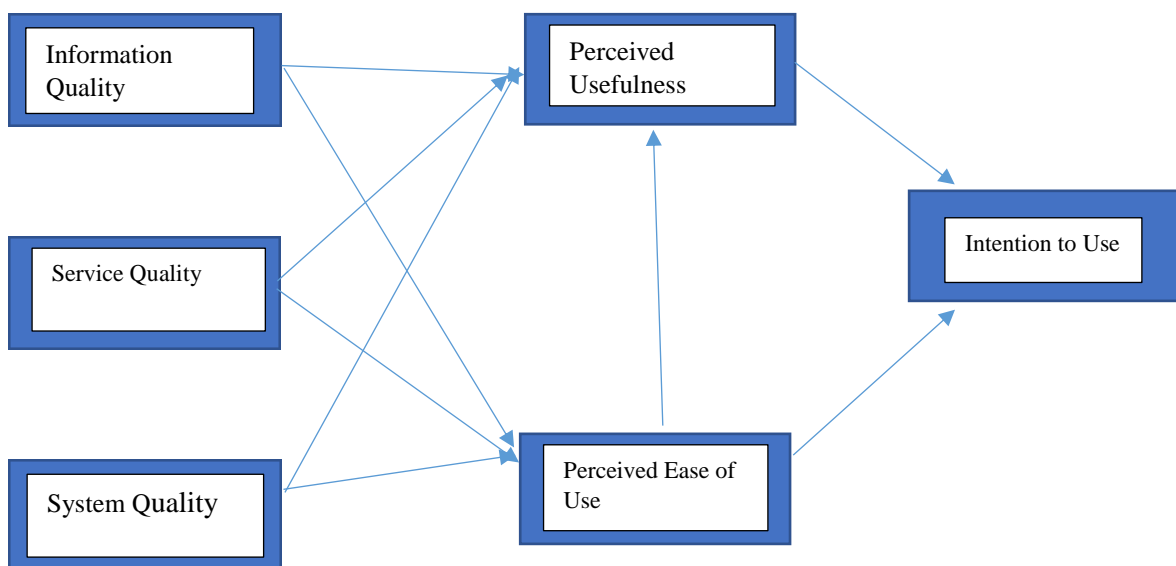 Information
Quality
Perceived
Usefulness
Service Quality
Intention to Use
System Quality
Perceived Ease of
Use